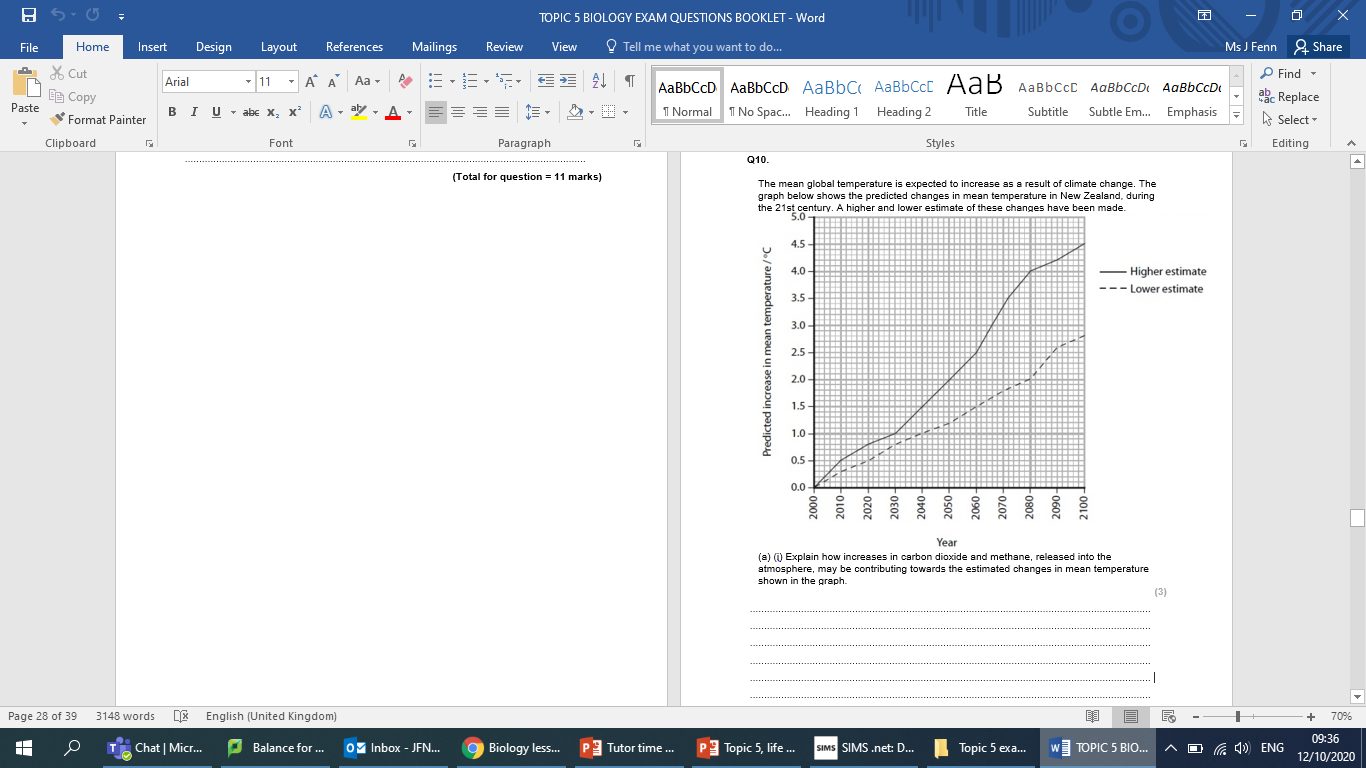 TOPIC 5 BIOLOGY EXAM QUESTIONS BOOKLET - Word
File Home Insert Design Layout References Mailings Review View Tell me what you want to do... Ms J Fenn Share
Paste
Cut
Copy
Format Painter
Clipboard
Arial 11
B I U abc x₂ x²
Font
Paragraph
AaBbCcD AaBbCcD AaBbCc AaBbCcD AaB AaBbCcD AaBbCcDc AaBbCcDc
¶ Normal ¶ No Spac... Heading 1 Heading 2 Title Subtitle Subtle Em... Emphasis
Styles
Find
Replace
Select
Editing
(Total for question = 11 marks)
Q10.
The mean global temperature is expected to increase as a result of climate change. The
graph below shows the predicted changes in mean temperature in New Zealand, during
the 21st century. A higher and lower estimate of these changes have been made.
Predicted increase in mean temperature / °C
5.0
4.5
4.0
3.5
3.0
2.5
2.0
1.5
1.0
0.5
0.0
2000 2010 2020 2030 2040 2050 2060 2070 2080 2090 2100
Year
Higher estimate
Lower estimate
(a) (i) Explain how increases in carbon dioxide and methane, released into the
atmosphere, may be contributing towards the estimated changes in mean temperature
shown in the graph.
(3)
Page 28 of 39 3148 words English (United Kingdom) 70%
Chat | Micr... Balance for ... Inbox - JFN... Biology less... Tutor time ... Topic 5, life ... SIMS .net: D... Topic 5 exa... TOPIC 5 BIO... ENG
09:36
12/10/2020